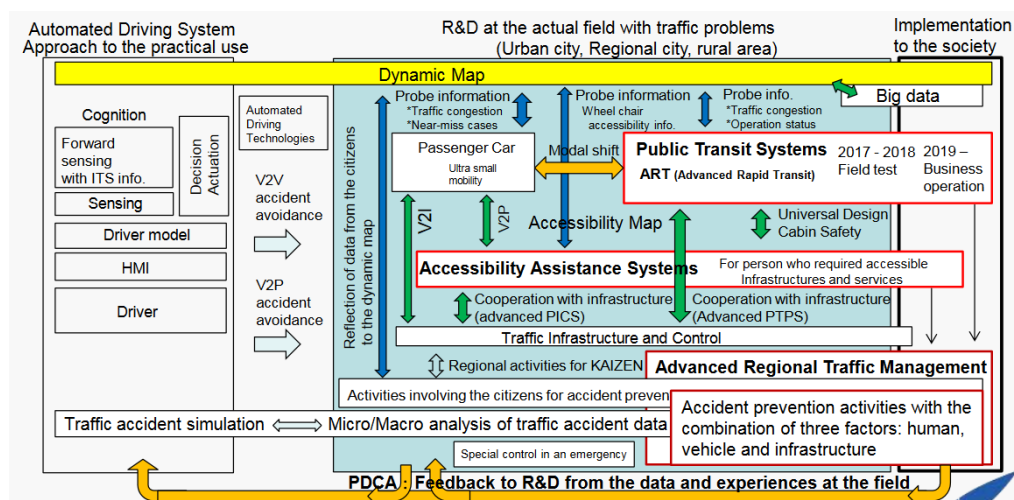 Automated Driving System
Approach to the practical use
R&D at the actual field with traffic problems
(Urban city, Regional city, rural area)
Implementation
to the society
Dynamic Map
Big data
Cognition
Forward
sensing
with ITS info.
Sensing
Decision
Actuation
Driver model
HMI
Driver
Automated
Driving
Technologies
V2V
accident
avoidance
V2P
accident
avoidance
Reflection of data from the citizens
to the dynamic map
Probe information
*Traffic congestion
*Near-miss cases
Probe information
Wheel chair
accessibility info.
Probe info.
*Traffic congestion
*Operation status
Passenger Car
Ultra small
mobility
Modal shift
Public Transit Systems
ART (Advanced Rapid Transit)
2017 - 2018
Field test
2019 –
Business
operation
V2I
V2P
Accessibility Map
Universal Design
Cabin Safety
Accessibility Assistance Systems
For person who required accessible
Infrastructures and services
Cooperation with infrastructure
(advanced PICS)
Cooperation with infrastructure
(Advanced PTPS)
Traffic Infrastructure and Control
Regional activities for KAIZEN
Advanced Regional Traffic Management
Activities involving the citizens for accident preven
Accident prevention activities with the
combination of three factors: human,
vehicle and infrastructure
Traffic accident simulation
Micro/Macro analysis of traffic accident data
Special control in an emergency
PDCA : Feedback to R&D from the data and experiences at the field